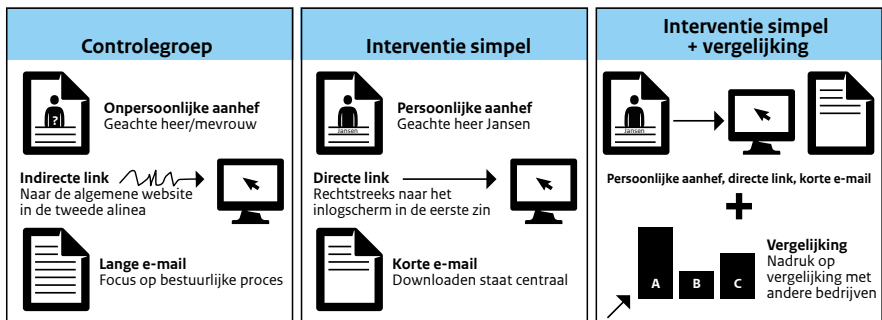 Controlegroep
Onpersoonlijke aanhef
Geachte heer/mevrouw
?
Indirecte link
Naar de algemene website
in de tweede alinea
Lange e-mail
Focus op bestuurlijke proces
Interventie simpel
Persoonlijke aanhef
Geachte heer Jansen
Jansen
Directe link
Rechtstreeks naar het
inlogscherm in de eerste zin
Korte e-mail
Downloaden staat centraal
Interventie simpel
+ vergelijking
Jansen
Persoonlijke aanhef, directe link, korte e-mail
+
Vergelijking
Nadruk op
vergelijking met
andere bedrijven
A B C